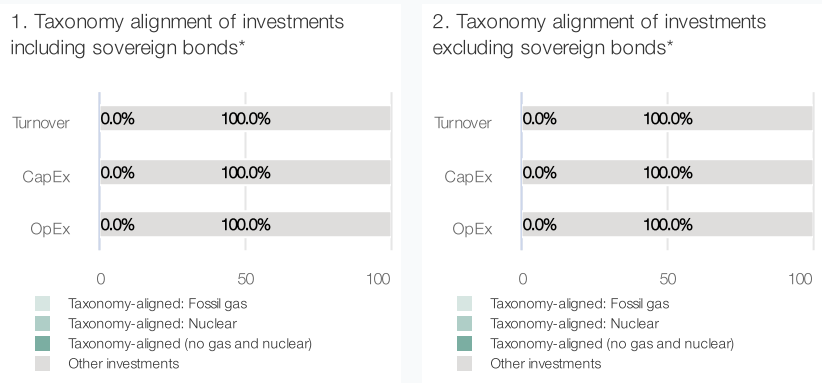 1. Taxonomy alignment of investments
including sovereign bonds*
Turnover 0.0% 100.0%
CapEx 0.0% 100.0%
OpEx 0.0% 100.0%
0 50 100
Taxonomy-aligned: Fossil gas
Taxonomy-aligned: Nuclear
Taxonomy-aligned (no gas and nuclear)
Other investments
2. Taxonomy alignment of investments
excluding sovereign bonds*
Turnover 0.0% 100.0%
CapEx 0.0% 100.0%
OpEx 0.0% 100.0%
0 50 100
Taxonomy-aligned: Fossil gas
Taxonomy-aligned: Nuclear
Taxonomy-aligned (no gas and nuclear)
Other investments